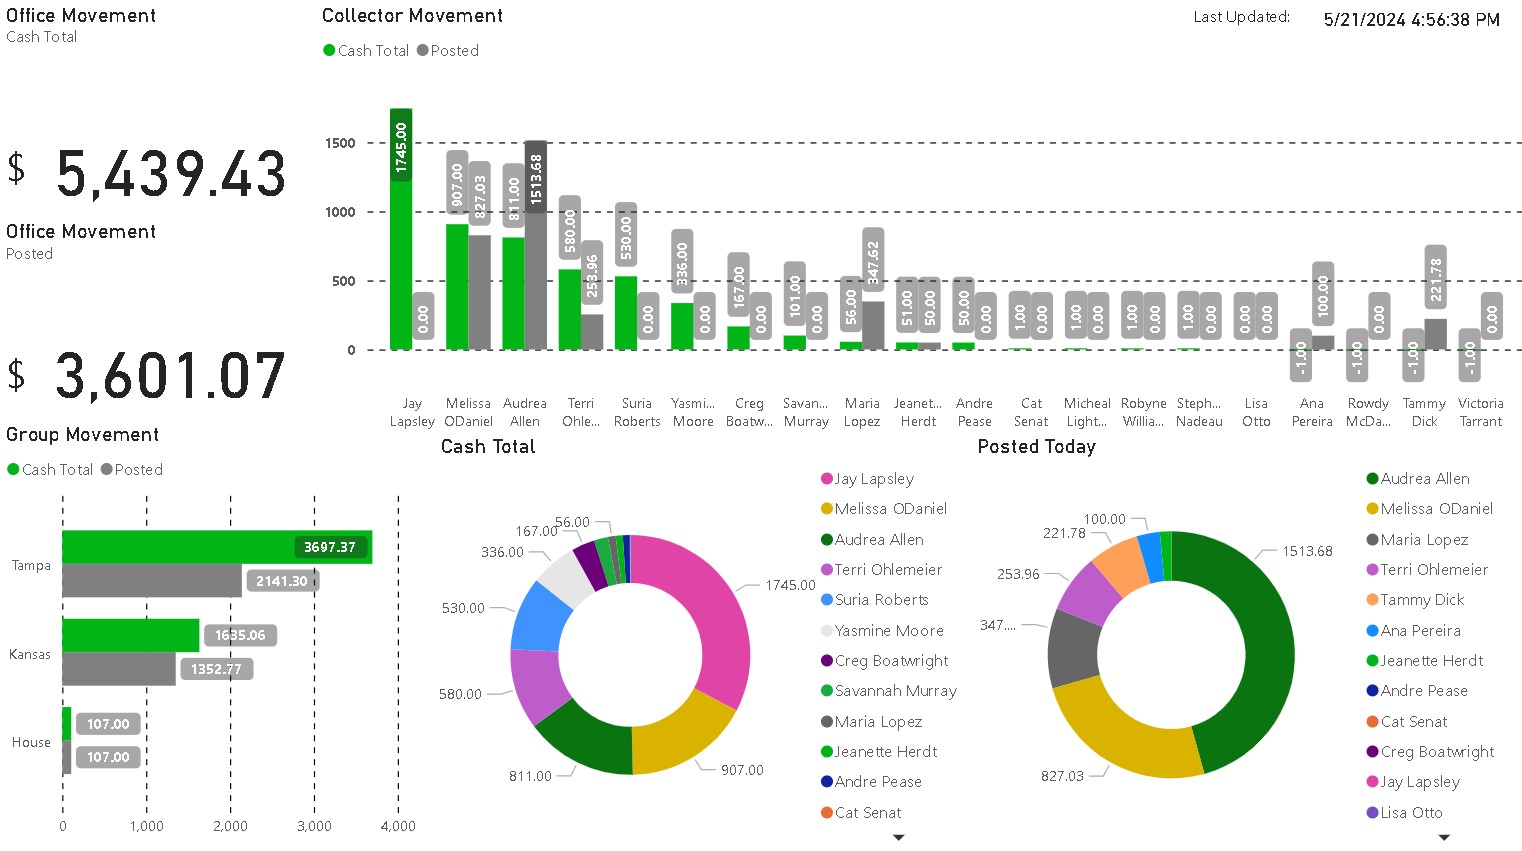 Office Movement
Cash Total
$ 5,439.43
Office Movement
Posted
$ 3,601.07
Collector Movement
Cash Total Posted
Last Updated: 5/21/2024 4:56:38 PM
1500
1000
500
0
1745.00 0.00 907.00 827.03 811.00 1513.68 580.00 253.96 530.00 0.00 336.00 0.00 167.00 0.00 101.00 0.00 56.00 347.62 51.00 50.00 50.00 0.00 1.00 0.00 1.00 0.00 1.00 0.00 1.00 0.00 0.00 0.00 -1.00 100.00 -1.00 0.00 -1.00 221.78 -1.00 0.00
Jay Melissa Audrea Terri Suria Yasmi... Creg Savan... Maria Jeanet... Andre Cat Micheal Robyne Steph... Lisa Ana Rowdy Tammy Victoria
Lapsley ODaniel Allen Ohle... Roberts Moore Boatw... Murray Lopez Herdt Pease Senat Light... Willia... Nadeau Otto Pereira McDa... Dick Tarrant
Group Movement
Cash Total Posted
Tampa
3697.37
2141.30
Kansas
1635.06
1352.77
House
107.00
107.00
0 1,000 2,000 3,000 4,000
Cash Total
56.00
167.00
336.00
530.00
580.00
811.00
907.00
1745.00
Jay Lapsley
Melissa ODaniel
Audrea Allen
Terri Ohlemeier
Suria Roberts
Yasmine Moore
Creg Boatwright
Savannah Murray
Maria Lopez
Jeanette Herdt
Andre Pease
Cat Senat
Posted Today
100.00
221.78
253.96
347....
827.03
1513.68
Audrea Allen
Melissa ODaniel
Maria Lopez
Terri Ohlemeier
Tammy Dick
Ana Pereira
Jeanette Herdt
Andre Pease
Cat Senat
Creg Boatwright
Jay Lapsley
Lisa Otto